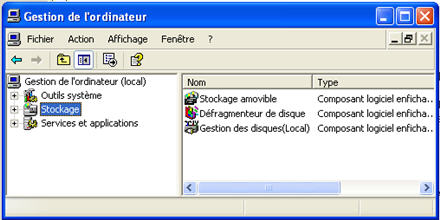 Gestion de l'ordinateur
Fichier Action Affichage Fenêtre ?
Gestion de l'ordinateur (local)
Outils système
Stockage
Services et applications
Nom Type
Stockage amovible Composant logiciel enficha...
Défragmenteur de disque Composant logiciel enficha...
Gestion des disques(Local) Composant logiciel enficha...